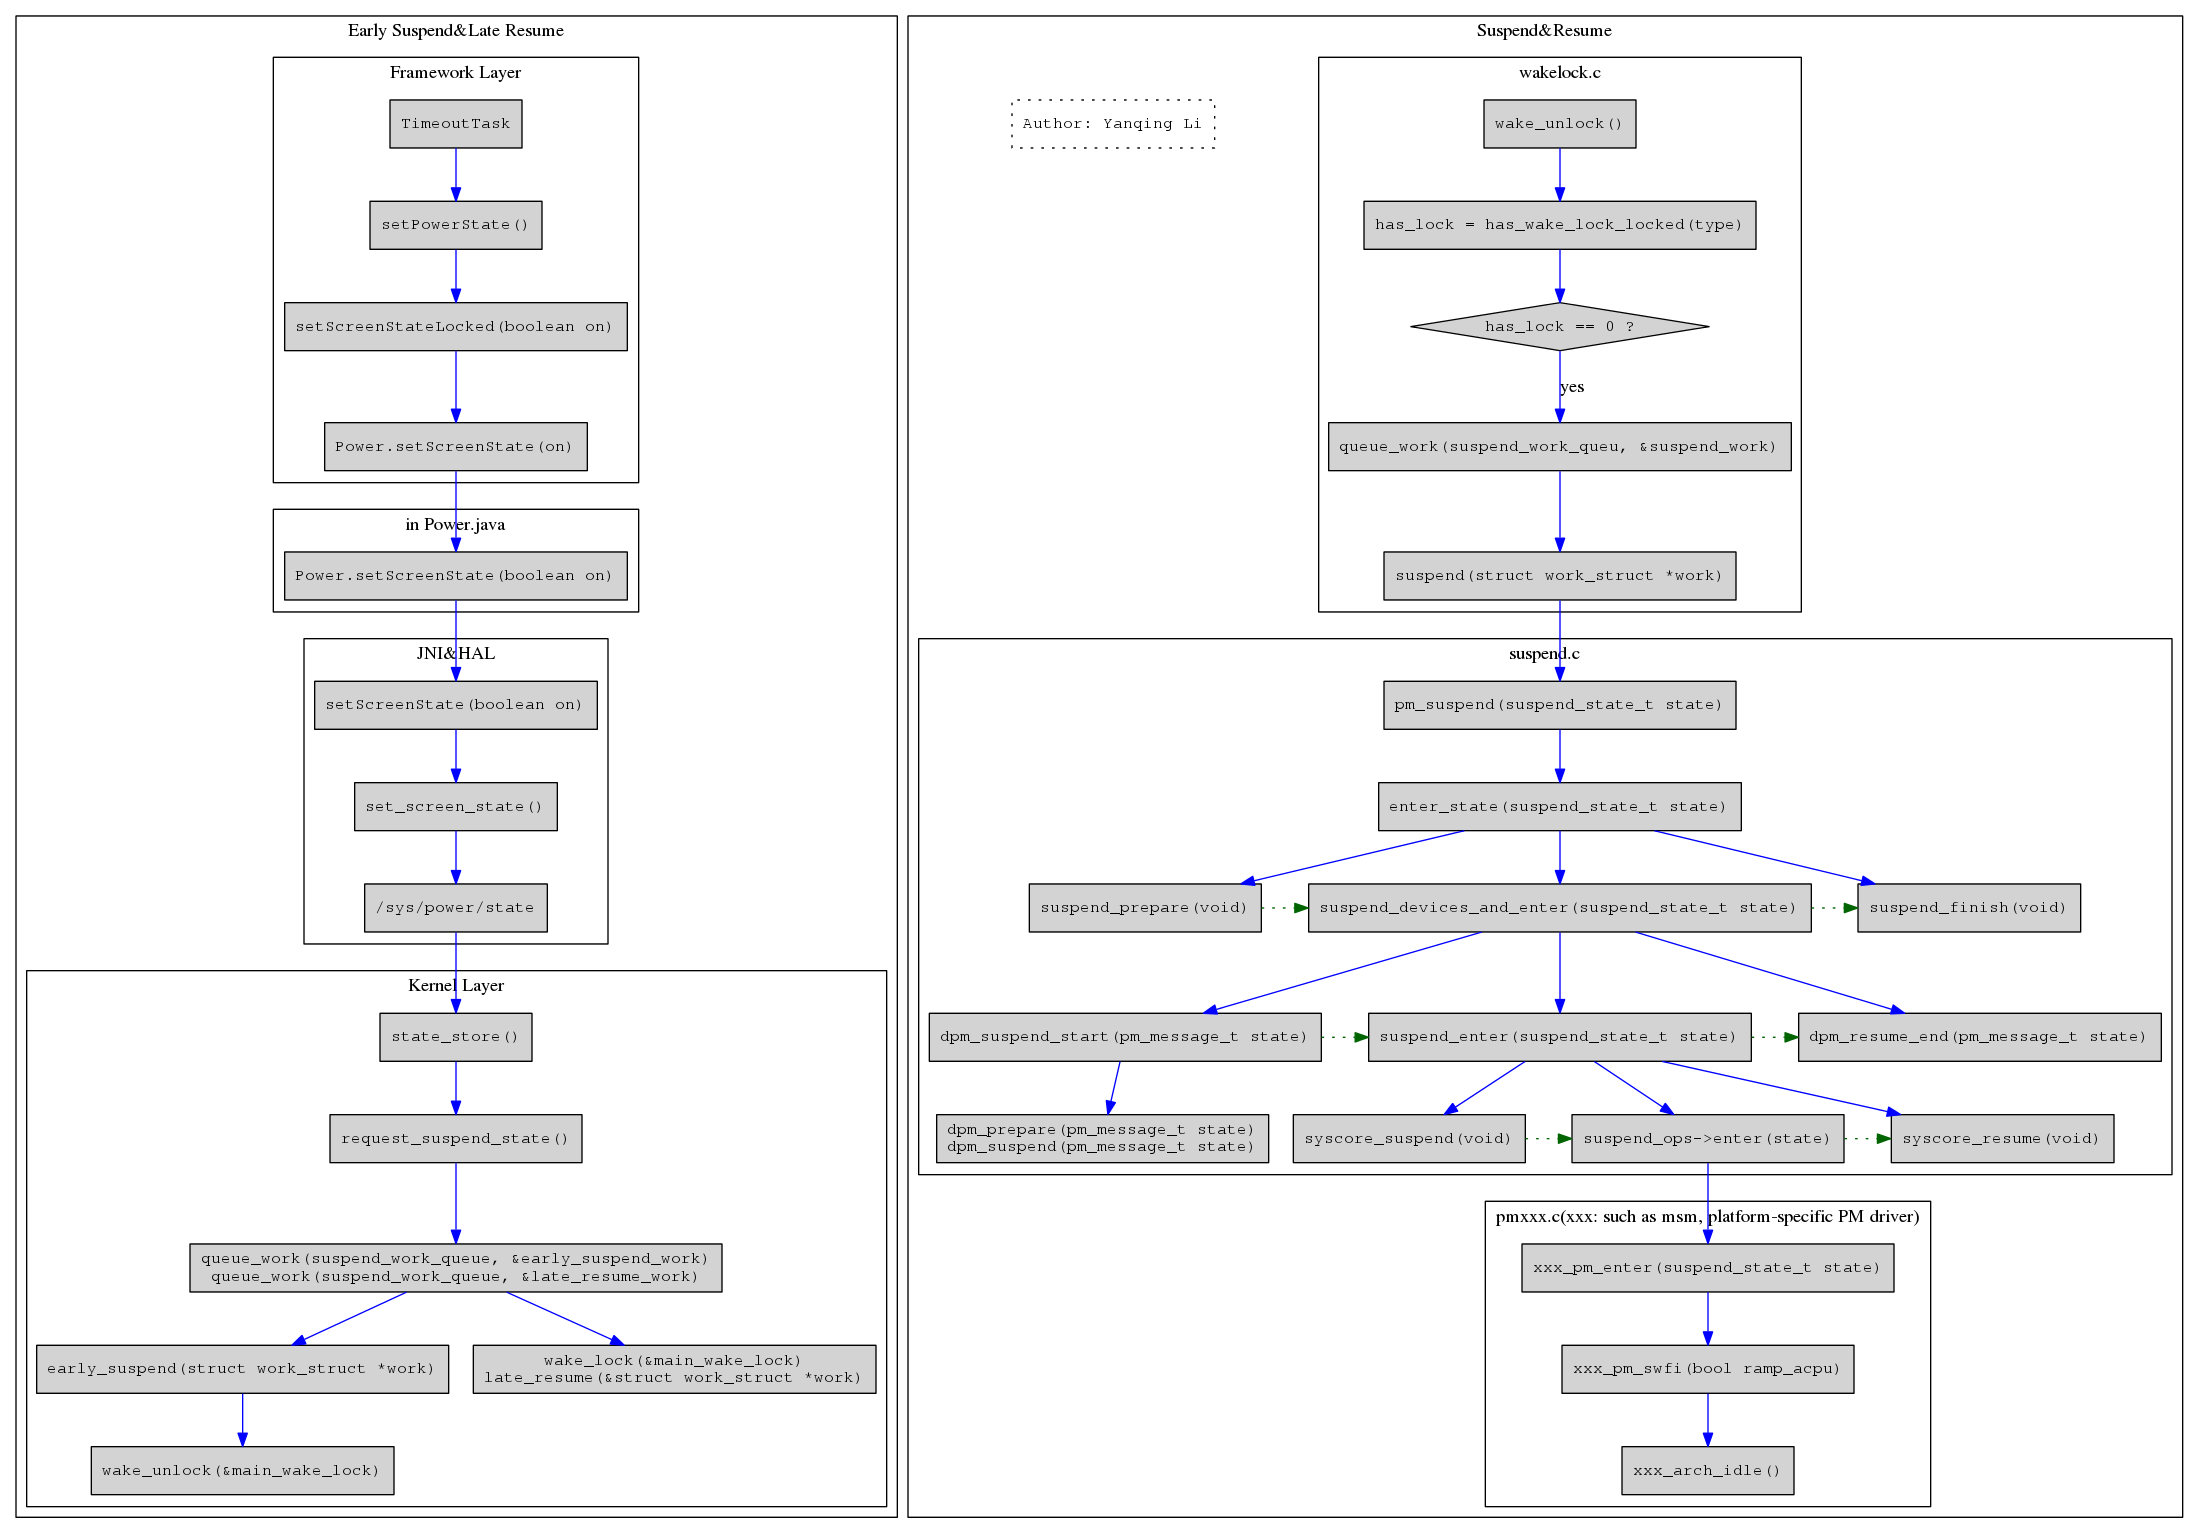 Early Suspend&Late Resume
Framework Layer
TimeoutTask
setPowerState()
setScreenStateLocked(boolean on)
Power.setScreenState(on)
in Power.java
Power.setScreenState(boolean on)
JNI&HAL
setScreenState(boolean on)
set_screen_state()
/sys/power/state
Kernel Layer
state_store()
request_suspend_state()
queue_work(suspend_work_queue, &early_suspend_work)
queue_work(suspend_work_queue, &late_resume_work)
early_suspend(struct work_struct *work)
wake_lock(&main_wake_lock)
late_resume(&struct work_struct *work)
wake_unlock(&main_wake_lock)
Suspend&Resume
Author: Yanqing Li
wakelock.c
wake_unlock()
has_lock = has_wake_lock_locked(type)
has_lock == 0 ?
yes
queue_work(suspend_work_queu, &suspend_work)
suspend(struct work_struct *work)
suspend.c
pm_suspend(suspend_state_t state)
enter_state(suspend_state_t state)
suspend_prepare(void)
suspend_devices_and_enter(suspend_state_t state)
suspend_finish(void)
dpm_suspend_start(pm_message_t state)
suspend_enter(suspend_state_t state)
dpm_resume_end(pm_message_t state)
dpm_prepare(pm_message_t state)
dpm_suspend(pm_message_t state)
syscore_suspend(void)
suspend_ops->enter(state)
syscore_resume(void)
pmxxx.c(xxx: such as msm, platform-specific PM driver)
xxx_pm_enter(suspend_state_t state)
xxx_pm_swfi(bool ramp_acpu)
xxx_arch_idle()